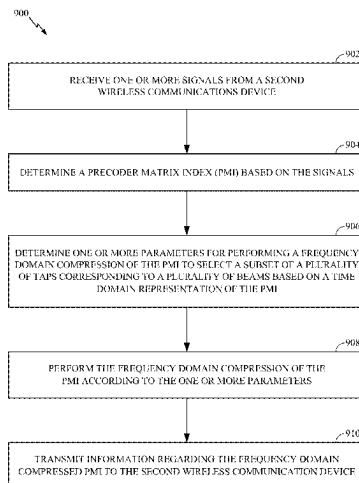 900
902
RECEIVE ONE OR MORE SIGNALS FROM A SECOND
WIRELESS COMMUNICATIONS DEVICE
904
DETERMINE A PRECODER MATRIX INDEX (PMI) BASED ON THE SIGNALS
906
DETERMINE ONE OR MORE PARAMETERS FOR PERFORMING A FREQUENCY
DOMAIN COMPRESSION OF THE PMI TO SELECT A SUBSET OF A PLURALITY
OF TAPS CORRESPONDING TO A PLURALITY OF BEAMS BASED ON A TIME
DOMAIN REPRESENTATION OF THE PMI
908
PERFORM THE FREQUENCY DOMAIN COMPRESSION OF THE
PMI ACCORDING TO THE ONE OR MORE PARAMETERS
910
TRANSMIT INFORMATION REGARDING THE FREQUENCY DOMAIN
COMPRESSED PMI TO THE SECOND WIRELESS COMMUNICATION DEVICE